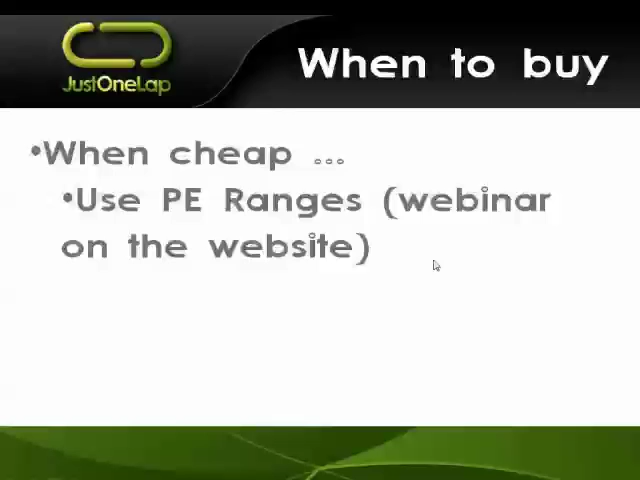 JustOneLap
When to buy
•When cheap ...
•Use PE Ranges (webinar
on the website)